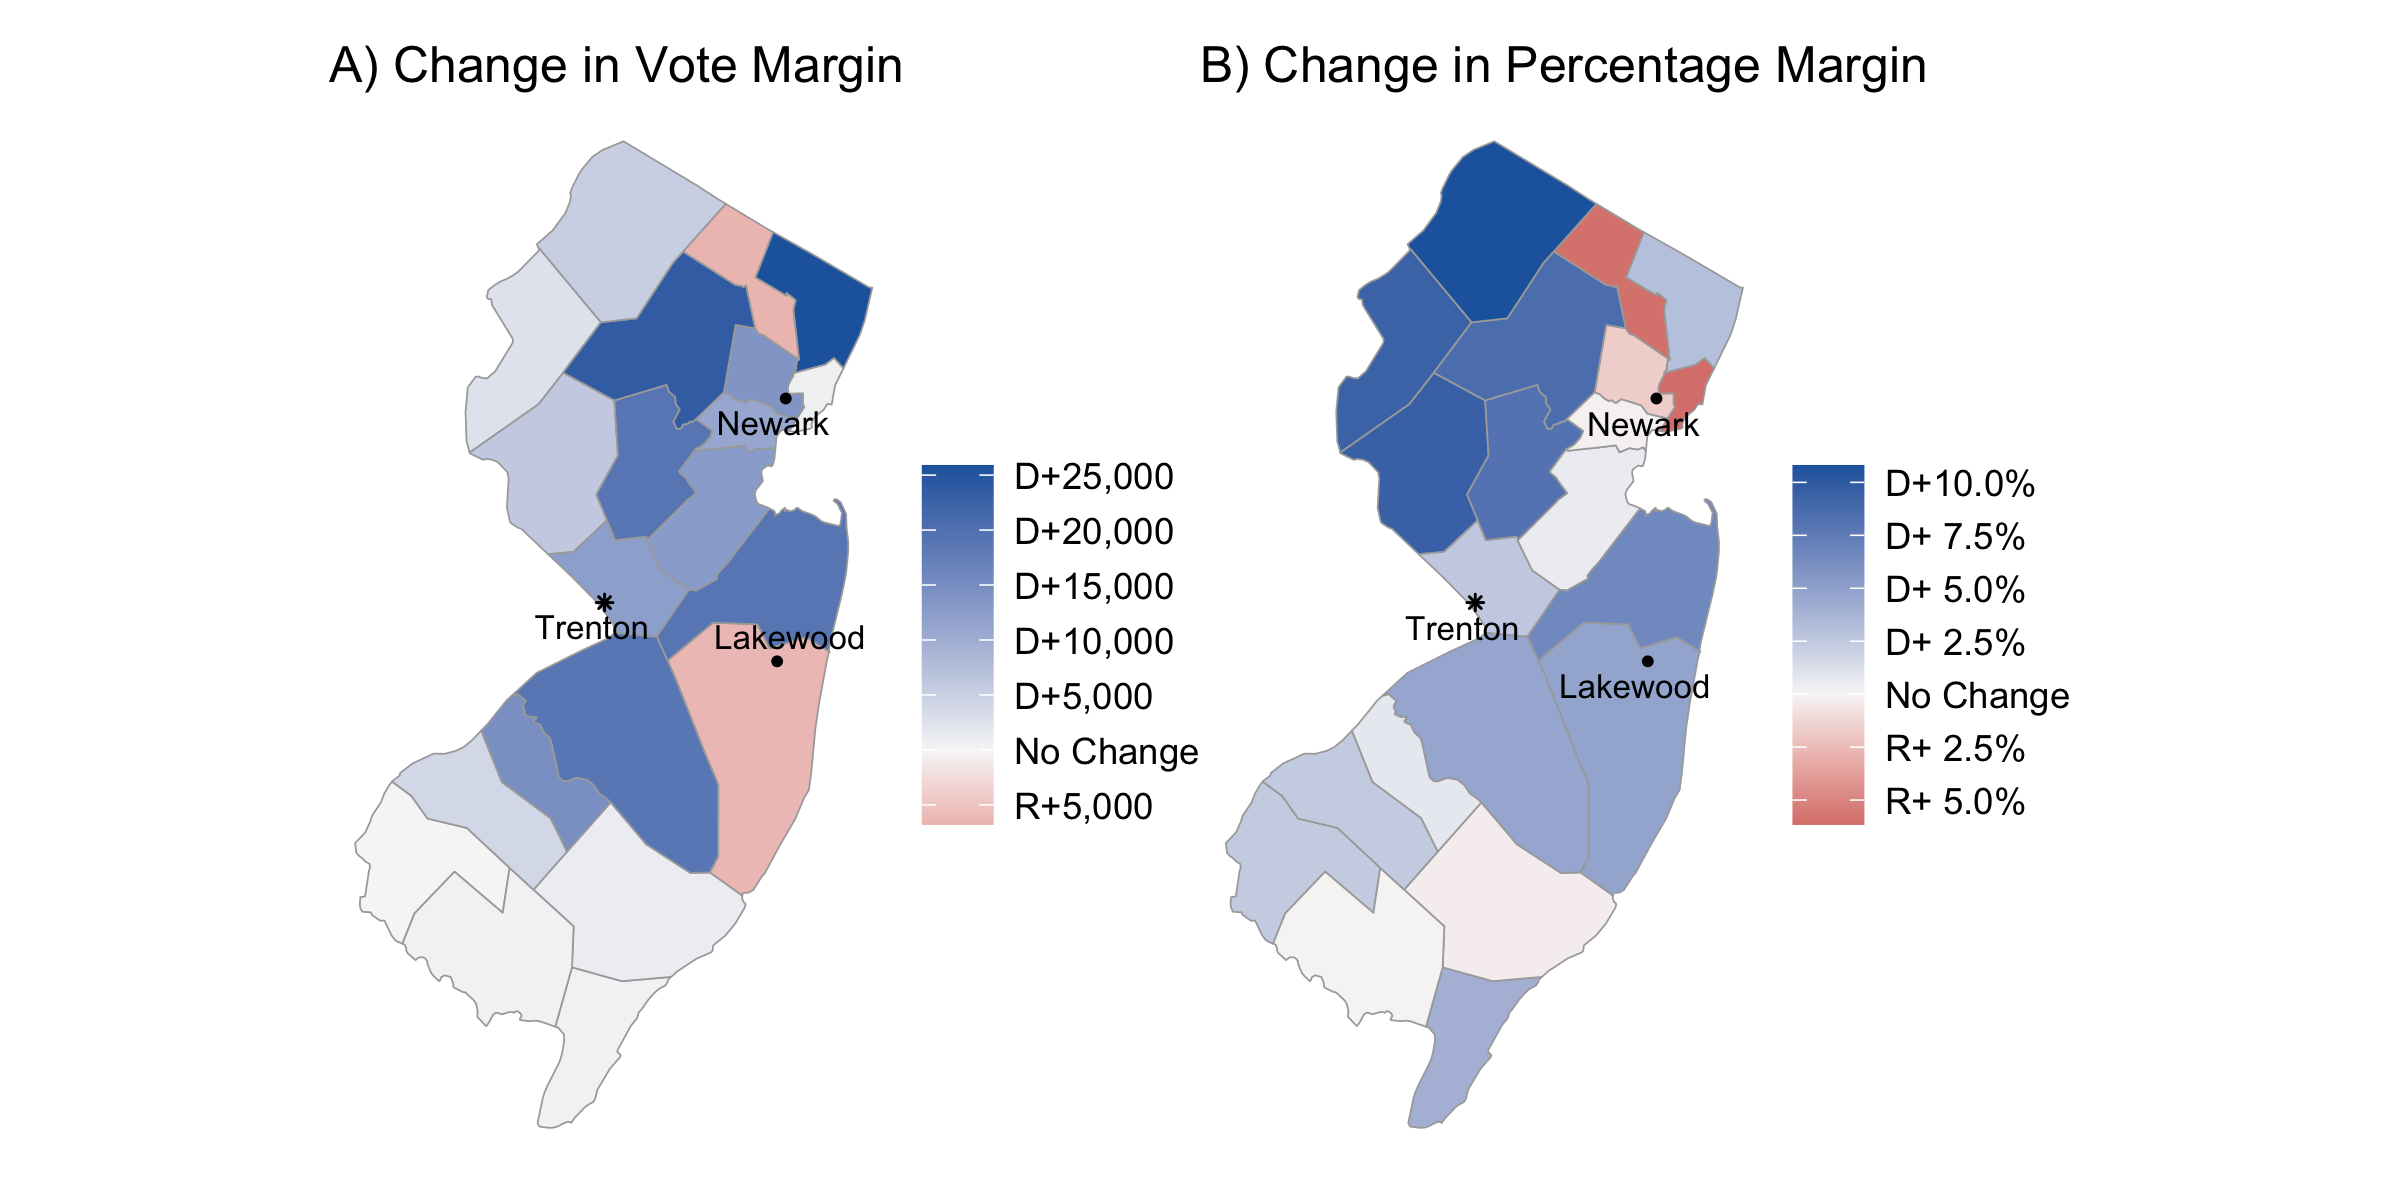 A) Change in Vote Margin
Newark
Trenton
Lakewood
D+25,000
D+20,000
D+15,000
D+10,000
D+5,000
No Change
R+5,000
B) Change in Percentage Margin
Newark
Trenton
Lakewood
D+10.0%
D+ 7.5%
D+ 5.0%
D+ 2.5%
No Change
R+ 2.5%
R+ 5.0%